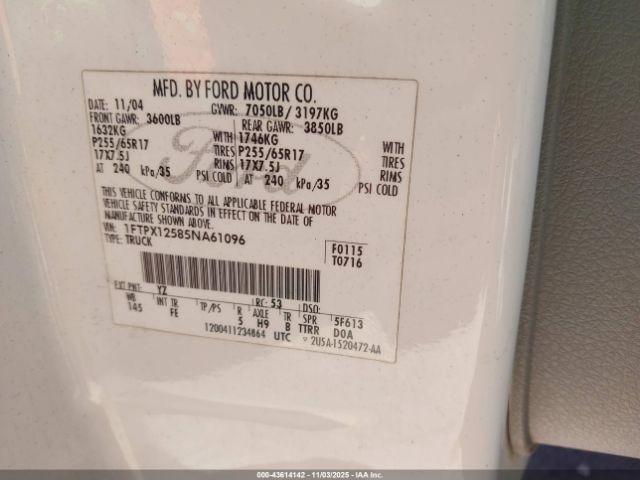 MFD. BY FORD MOTOR CO.
DATE: 11/04 GVWR: 7050LB / 3197KG
FRONT GAWR: 3600LB REAR GAWR: 3850LB
1632KG WITH 1746KG WITH
P255/65R17 TIRES P255/65R17 TIRES
17X7.5J RIMS 17X7.5J RIMS
AT 240 kPa/35 PSI COLD AT 240 kPa/35 PSI COLD
THIS VEHICLE CONFORMS TO ALL APPLICABLE FEDERAL MOTOR
VEHICLE SAFETY STANDARDS IN EFFECT ON THE DATE OF
MANUFACTURE SHOWN ABOVE.
VIN: 1FTPX12585NA61096 F0115
TYPE: TRUCK T0716
EXT PNT: YZ RC: 53 DSO:
WB INT TR TP/PS R AXLE TR SPR 5F613
145 FE 5 H9 B TTRR DOA
1200411234864 UTC 2U5A-1520472-AA
Ford
000-43614142 - 11/03/2025 - COPYRIGHT IAA, LLC